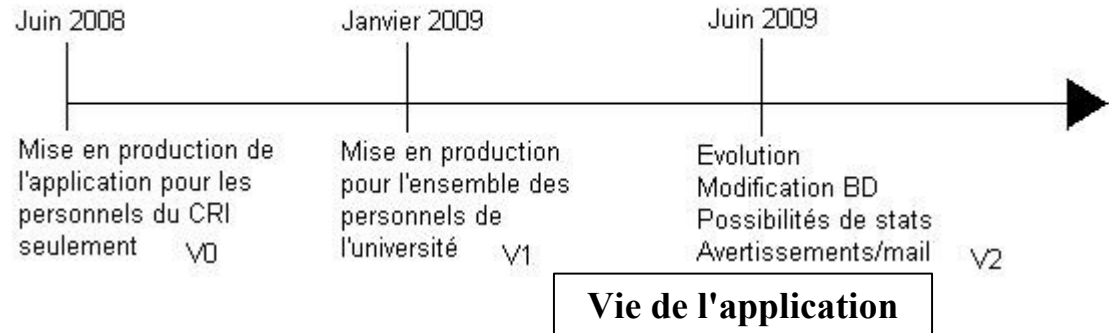 Juin 2008
Mise en production de
l'application pour les
personnels du CRI
seulement V0
Janvier 2009
Mise en production
pour l'ensemble des
personnels de
l'université V1
Juin 2009
Evolution
Modification BD
Possibilités de stats
Avertissements/mail V2
Vie de l'application